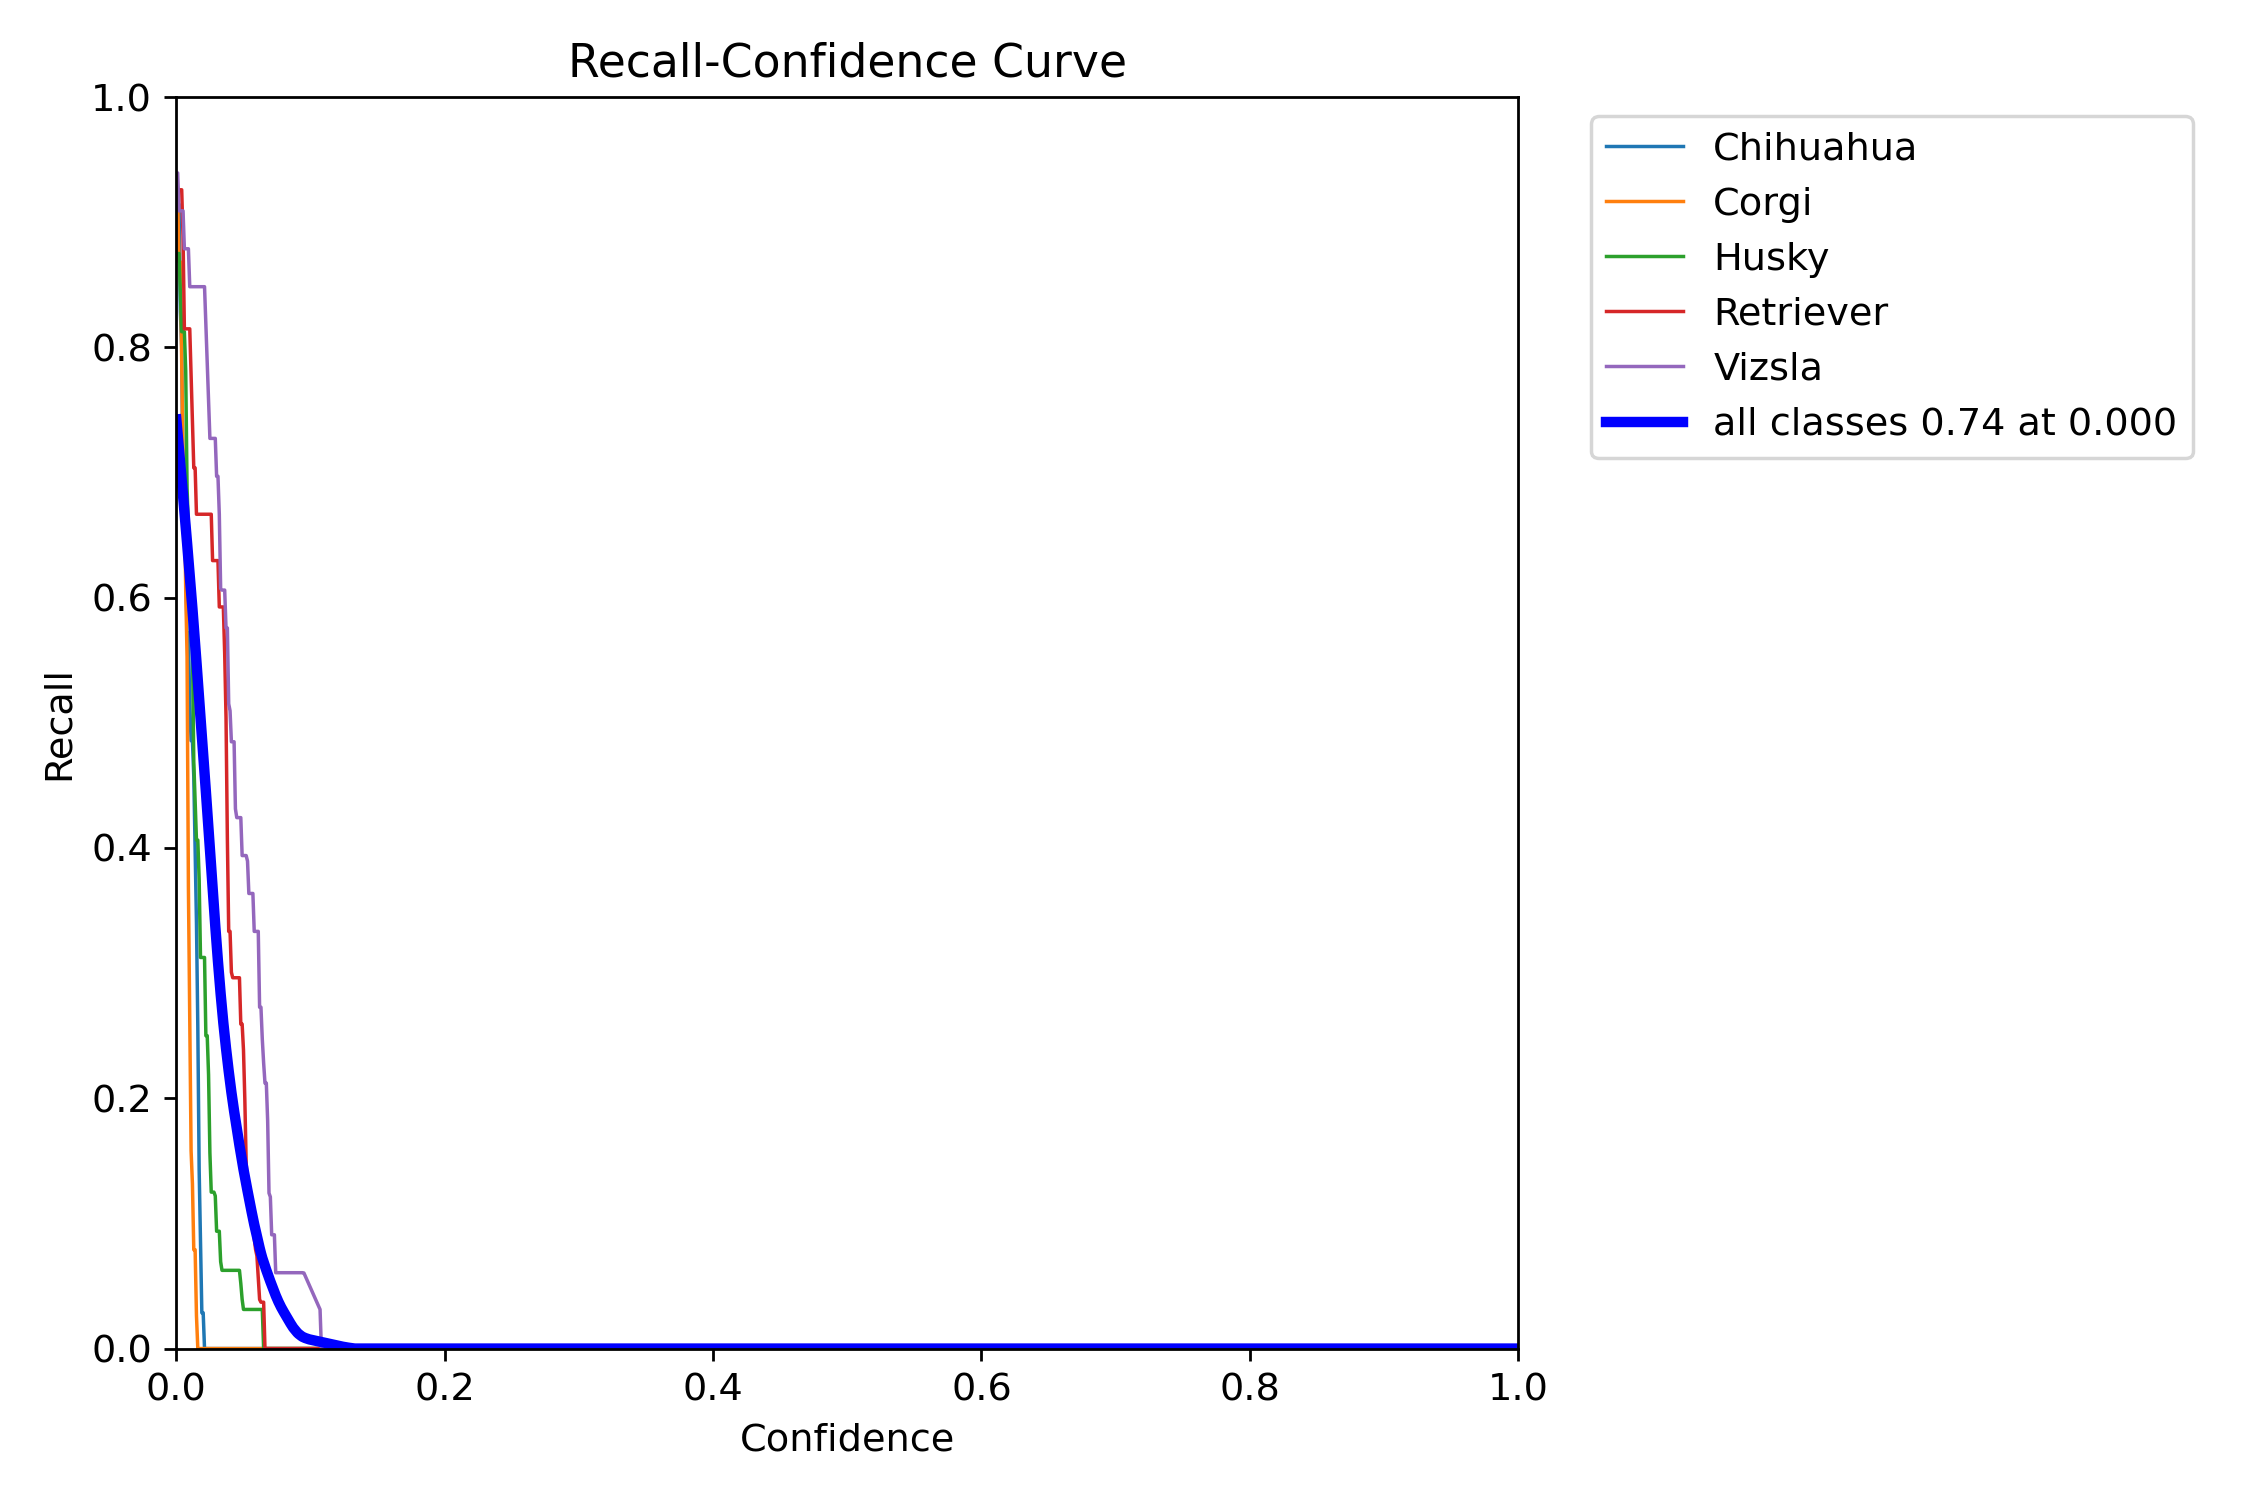 Recall-Confidence Curve
1.0
0.8
0.6
0.4
0.2
0.0
Recall
0.0 0.2 0.4 0.6 0.8 1.0
Confidence
Chihuahua
Corgi
Husky
Retriever
Vizsla
all classes 0.74 at 0.000